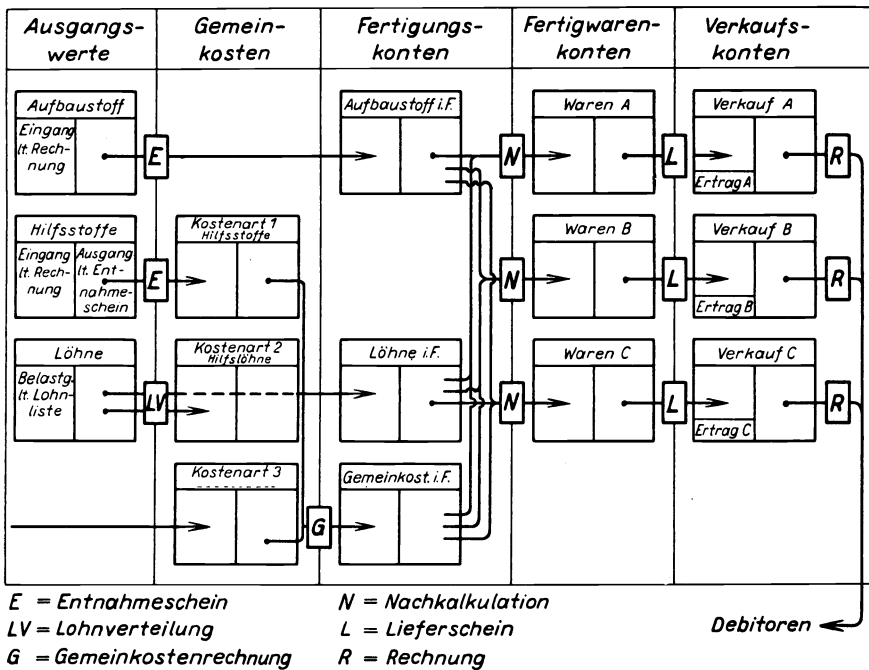 Ausgangs-
werte
Gemein-
kosten
Fertigungs-
konten
Fertigwaren-
konten
Verkaufs-
konten
Aufbaustoff
Eingang
lt. Rech-
nung
E
Aufbaustoff i.F.
N
Waren A
L
Verkauf A
Ertrag A
R
Hilfsstoffe
Eingang
lt. Rech-
nung
Ausgang
lt. Ent-
nahme-
schein
E
Kostenart 1
Hilfsstoffe
N
Waren B
L
Verkauf B
Ertrag B
R
Löhne
Belastg.
lt. Lohn-
liste
LV
Kostenart 2
Hilfslöhne
Löhne i.F.
N
Waren C
L
Verkauf C
Ertrag C
R
Kostenart 3
G
Gemeinkost. i.F.
E = Entnahmeschein
LV = Lohnverteilung
G = Gemeinkostenrechnung
N = Nachkalkulation
L = Lieferschein
R = Rechnung
Debitoren